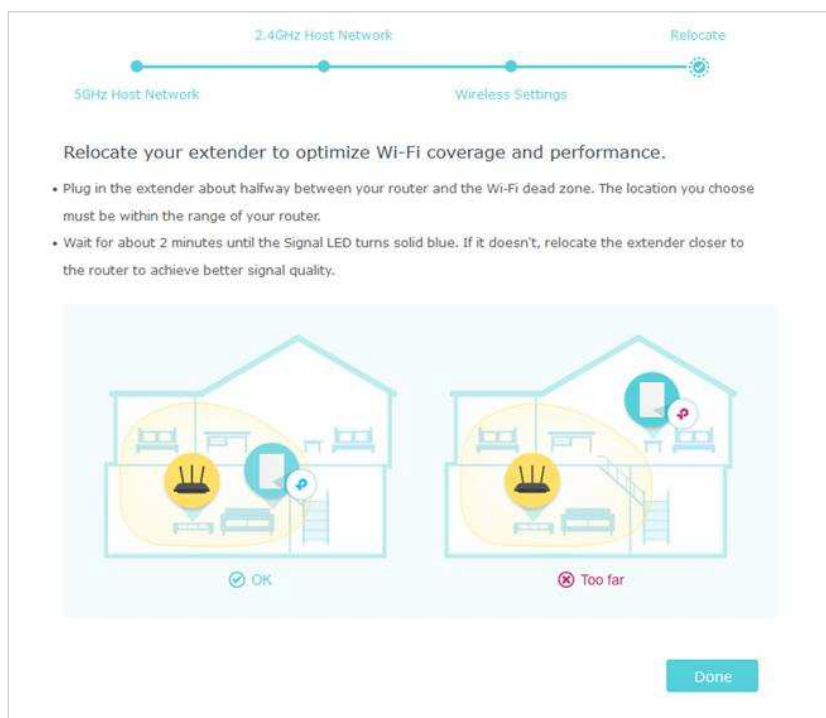 2.4GHz Host Network
Relocate
5GHz Host Network
Wireless Settings
Relocate your extender to optimize Wi-Fi coverage and performance.
• Plug in the extender about halfway between your router and the Wi-Fi dead zone. The location you choose
must be within the range of your router.
• Wait for about 2 minutes until the Signal LED turns solid blue. If it doesn't, relocate the extender closer to
the router to achieve better signal quality.
OK
Too far
Done